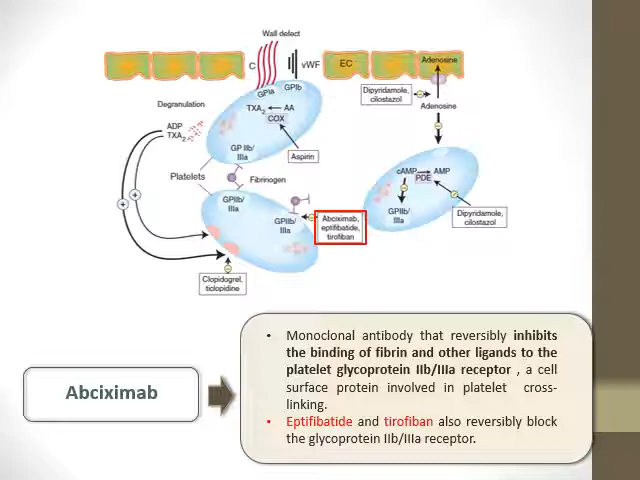 Wall defect
C
vWF
EC
Adenosine
GPIa
GPIb
Dipyridamole,
cilostazol
Adenosine
Degranulation
TXA2 ← AA
COX
ADP
TXA2
GP IIb/
IIIa
Aspirin
Platelets
Fibrinogen
cAMP → AMP
PDE
GPIIb/
IIIa
GPIIb/
IIIa
GPIIb/
IIIa
Abciximab,
eptifibatide,
tirofiban
Dipyridamole,
cilostazol
Clopidogrel,
ticlopidine
Abciximab
• Monoclonal antibody that reversibly inhibits
the binding of fibrin and other ligands to the
platelet glycoprotein IIb/IIIa receptor , a cell
surface protein involved in platelet cross-
linking.
• Eptifibatide and tirofiban also reversibly block
the glycoprotein IIb/IIIa receptor.